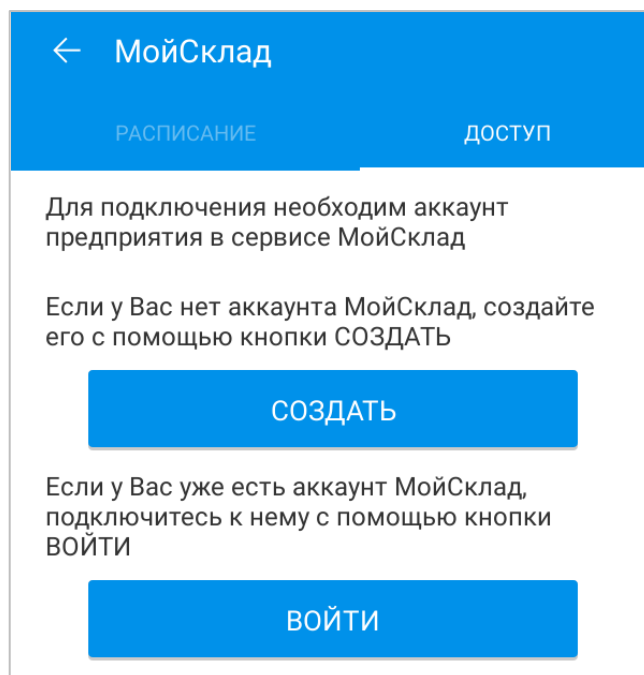 МойСклад
РАСПИСАНИЕ
ДОСТУП
Для подключения необходим аккаунт
предприятия в сервисе МойСклад
Если у Вас нет аккаунта МойСклад, создайте
его с помощью кнопки СОЗДАТЬ
СОЗДАТЬ
Если у Вас уже есть аккаунт МойСклад,
подключитесь к нему с помощью кнопки
ВОЙТИ
ВОЙТИ